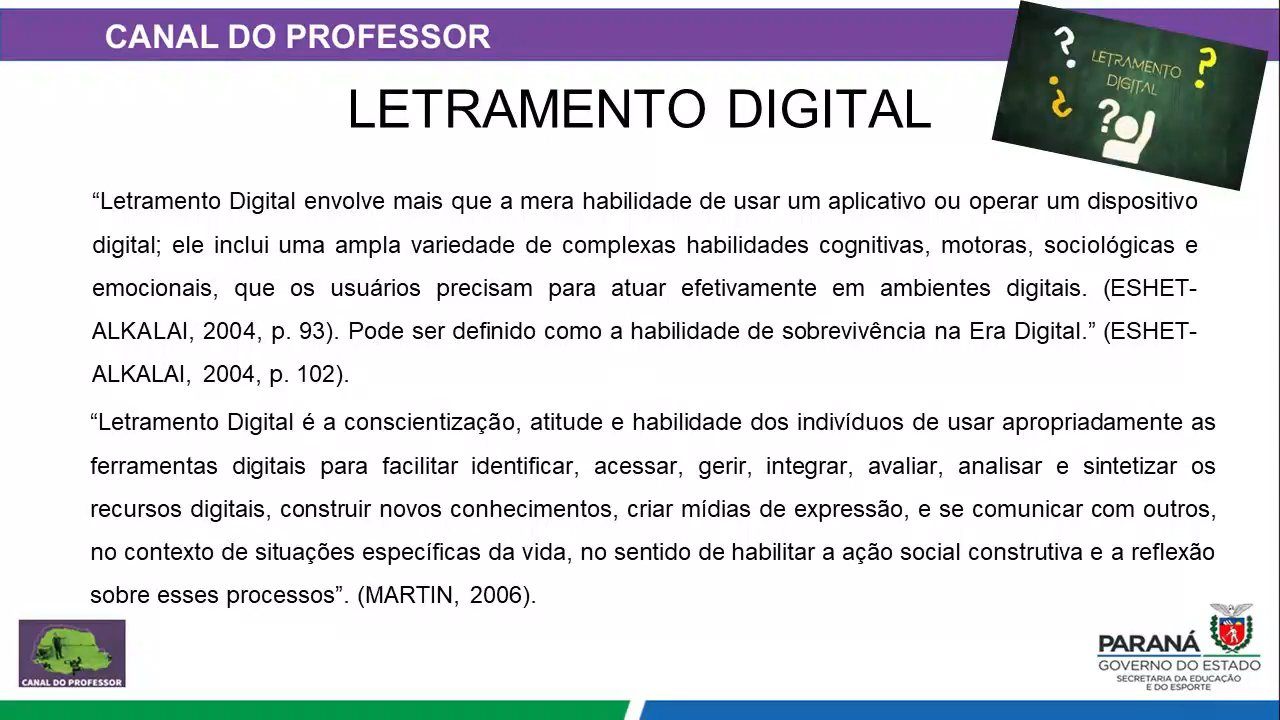 CANAL DO PROFESSOR
? LETRAMENTO ?
¿ DIGITAL
?
LETRAMENTO DIGITAL
“Letramento Digital envolve mais que a mera habilidade de usar um aplicativo ou operar um dispositivo
digital; ele inclui uma ampla variedade de complexas habilidades cognitivas, motoras, sociológicas e
emocionais, que os usuários precisam para atuar efetivamente em ambientes digitais. (ESHET-
ALKALAI, 2004, p. 93). Pode ser definido como a habilidade de sobrevivência na Era Digital.” (ESHET-
ALKALAI, 2004, p. 102).
“Letramento Digital é a conscientização, atitude e habilidade dos indivíduos de usar apropriadamente as
ferramentas digitais para facilitar identificar, acessar, gerir, integrar, avaliar, analisar e sintetizar os
recursos digitais, construir novos conhecimentos, criar mídias de expressão, e se comunicar com outros,
no contexto de situações específicas da vida, no sentido de habilitar a ação social construtiva e a reflexão
sobre esses processos”. (MARTIN, 2006).
CANAL DO PROFESSOR
PARANÁ
GOVERNO DO ESTADO
SECRETARIA DA EDUCAÇÃO
E DO ESPORTE